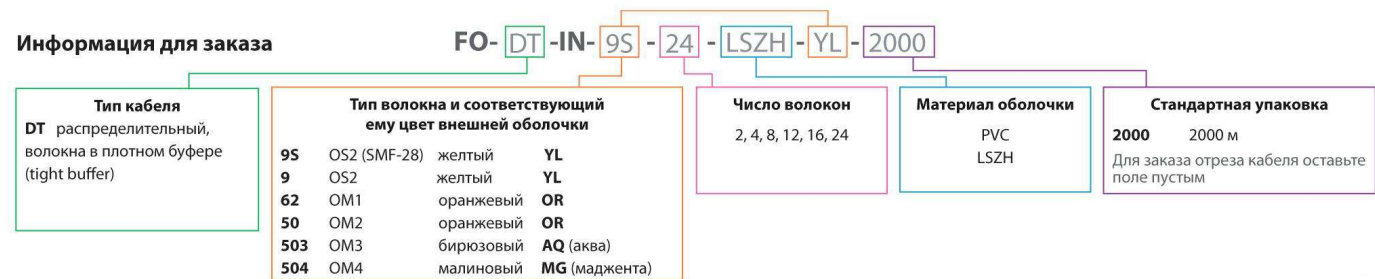 Информация для заказа
FO- DT -IN- 9S - 24 - LSZH - YL - 2000
Тип кабеля
DT распределительный,
волокна в плотном буфере
(tight buffer)
Тип волокна и соответствующий
ему цвет внешней оболочки
9S OS2 (SMF-28) желтый YL
9 OS2 желтый YL
62 OM1 оранжевый OR
50 OM2 оранжевый OR
503 OM3 бирюзовый AQ (аква)
504 OM4 малиновый MG (маджента)
Число волокон
2, 4, 8, 12, 16, 24
Материал оболочки
PVC
LSZH
Стандартная упаковка
2000 2000 м
Для заказа отреза кабеля оставьте
поле пустым